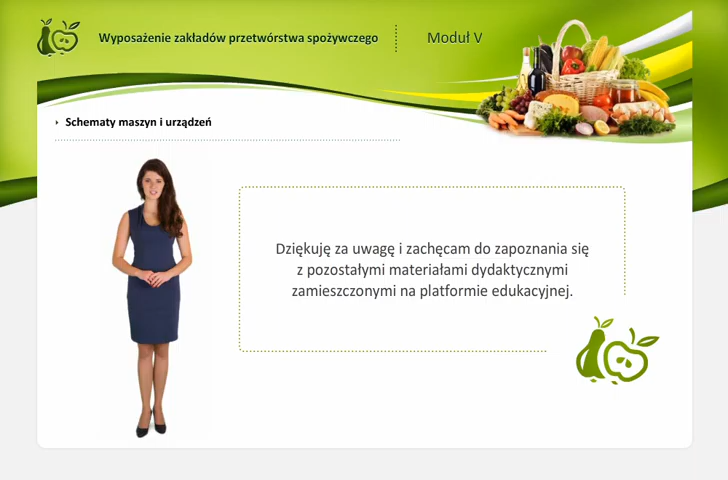 Wyposażenie zakładów przetwórstwa spożywczego
Moduł V
Schematy maszyn i urządzeń
Dziękuję za uwagę i zachęcam do zapoznania się
z pozostałymi materiałami dydaktycznymi
zamieszczonymi na platformie edukacyjnej.